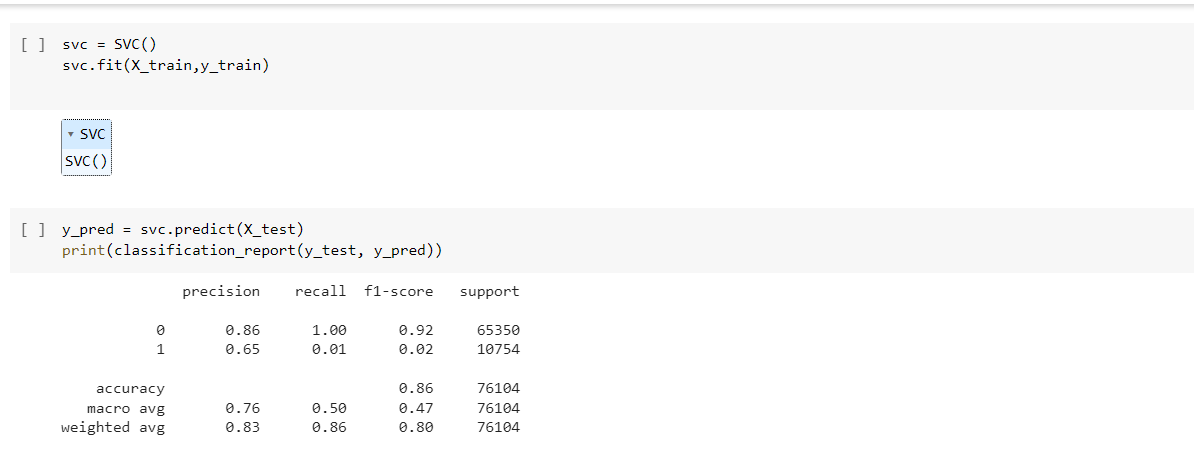 [ ] svc = SVC()
svc.fit(X_train,y_train)
▾ SVC
SVC()
[ ] y_pred = svc.predict(X_test)
print(classification_report(y_test, y_pred))
precision recall f1-score support
0 0.86 1.00 0.92 65350
1 0.65 0.01 0.02 10754
accuracy 0.86 76104
macro avg 0.76 0.50 0.47 76104
weighted avg 0.83 0.86 0.80 76104